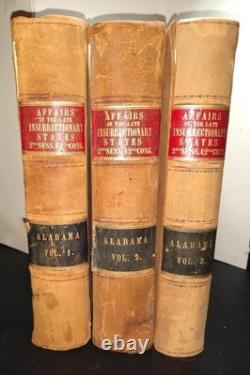 AFFAIRS
IN THE LATE
INSURRECTIONARY
STATES
2ND SESS. 42ND CONG.
ALABAMA
VOL. 1.
AFFAIRS
IN THE LATE
INSURRECTIONARY
STATES
2ND SESS. 42ND CONG.
ALABAMA
VOL. 2.
AFFAIRS
IN THE LATE
INSURRECTIONARY
STATES
2ND SESS. 42ND CONG.
ALABAMA
VOL. 3.